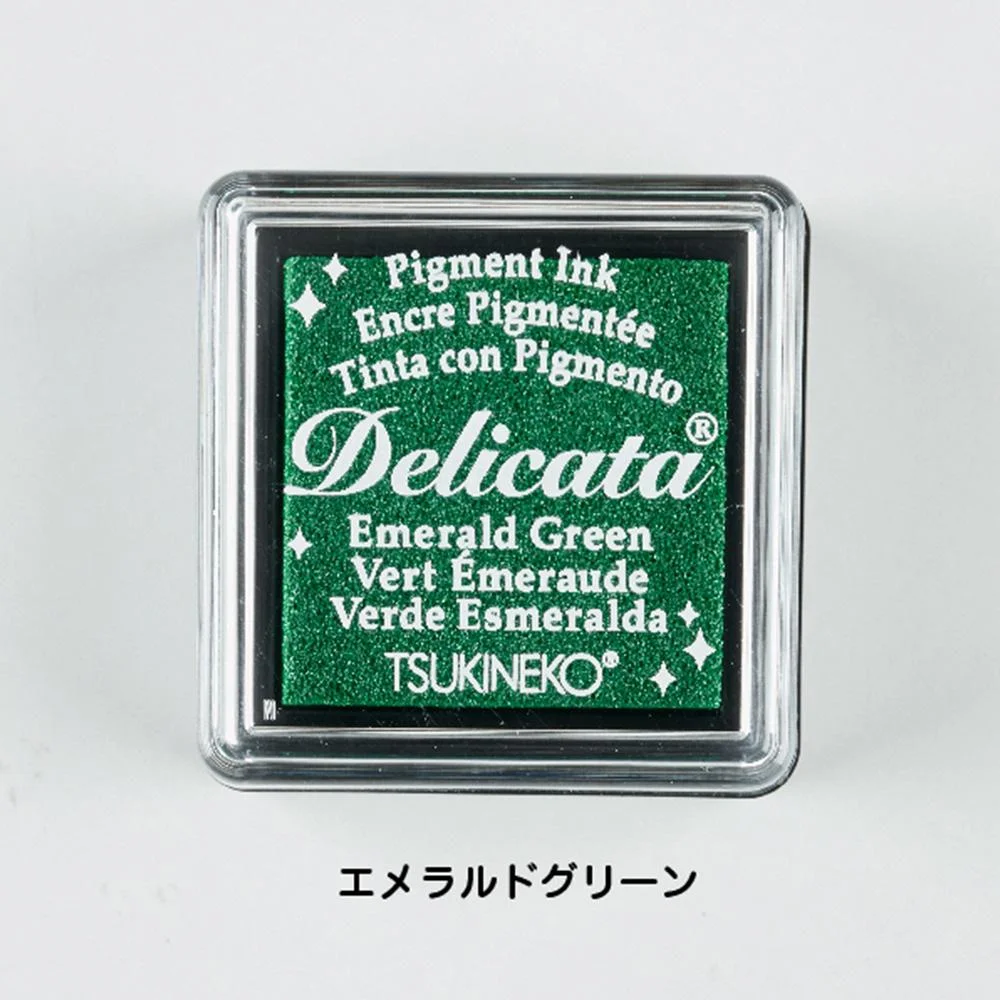 Pigment Ink
Encre Pigmentée
Tinta con Pigmento
Delicata®
Emerald Green
Vert Émeraude
Verde Esmeralda
TSUKINEKO®
エメラルドグリーン